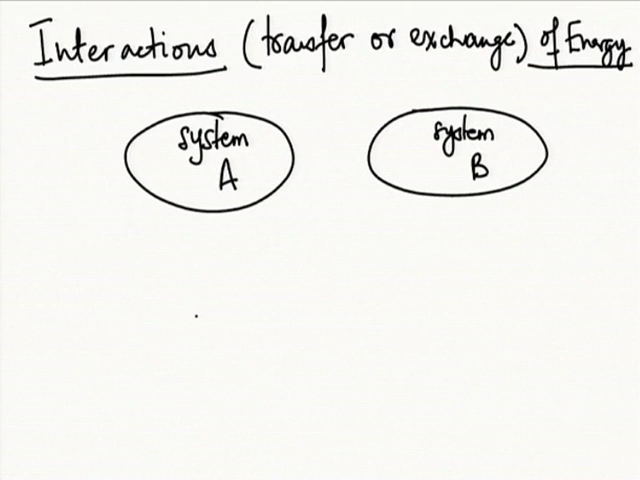 Interactions (transfer or exchange) of Energy
system
A
system
B